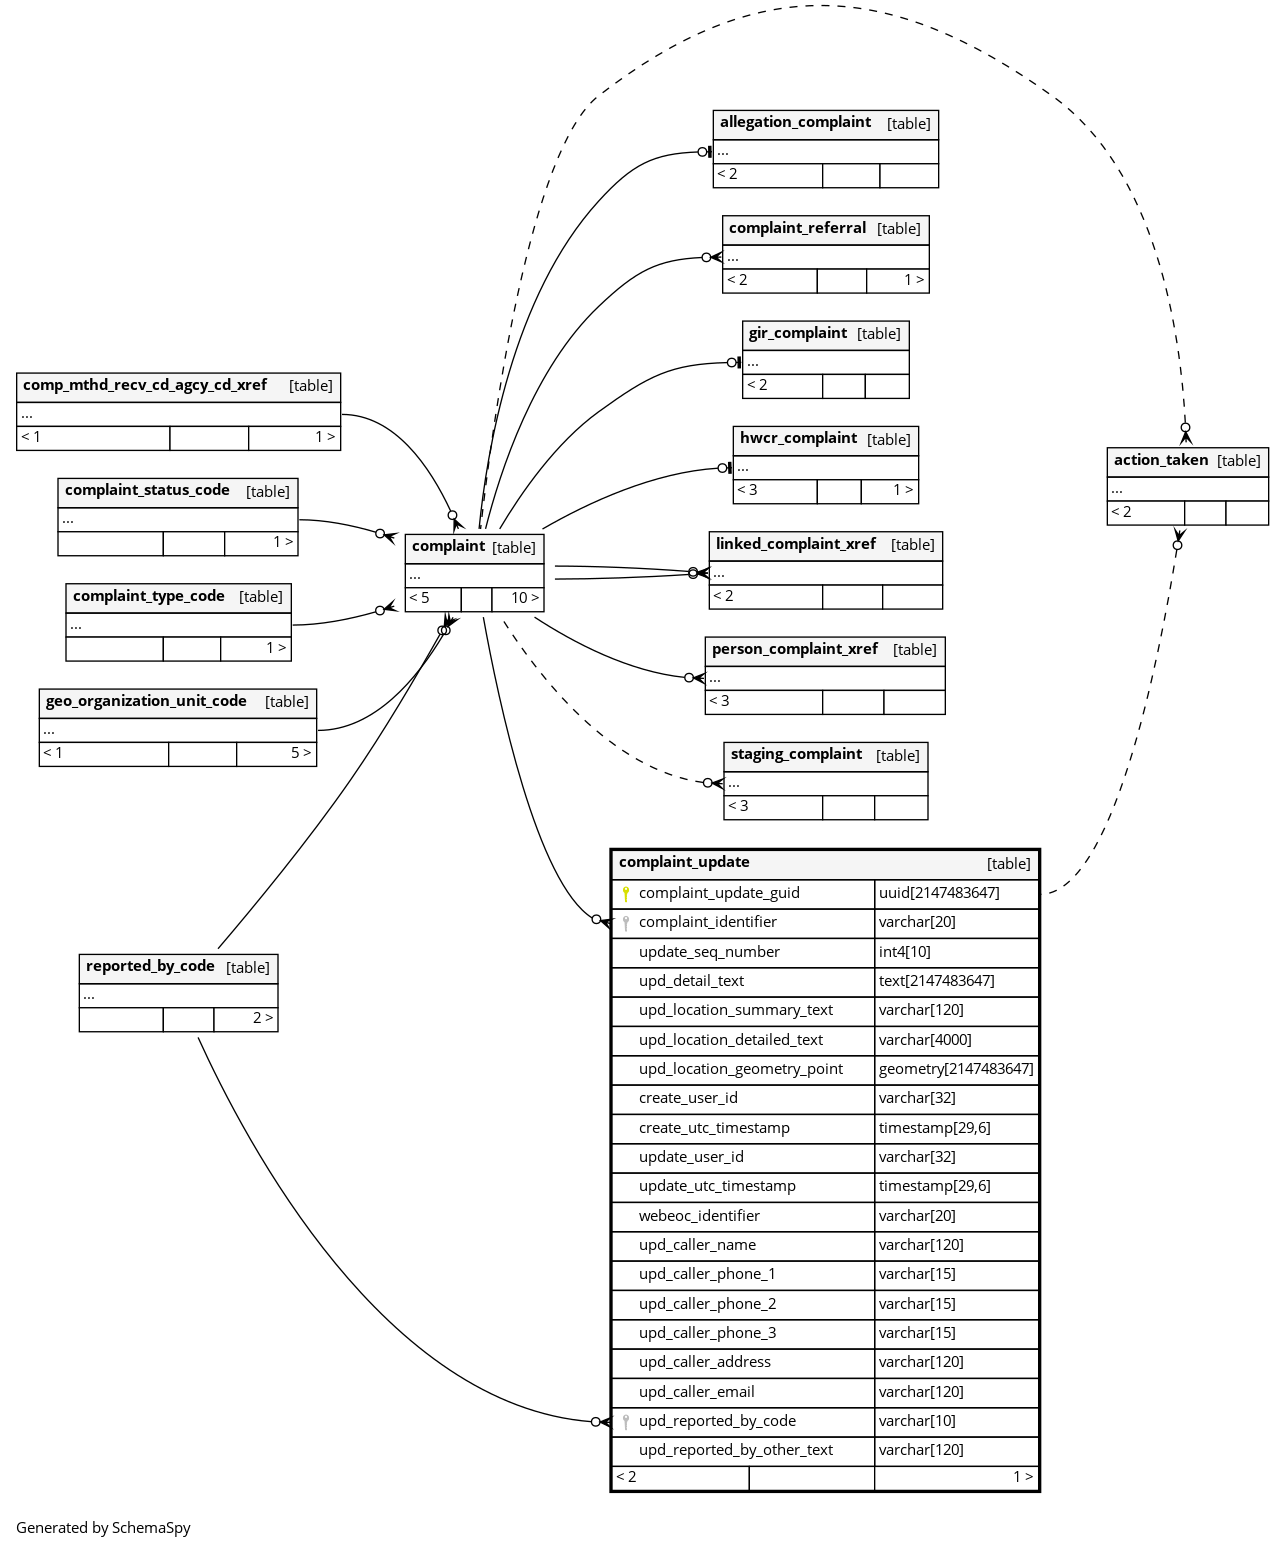 allegation_complaint [table]
...
< 2
complaint_referral [table]
...
< 2 1 >
gir_complaint [table]
...
< 2
comp_mthd_recv_cd_agcy_cd_xref [table]
...
< 1 1 >
hwcr_complaint [table]
...
< 3 1 >
action_taken [table]
...
< 2
complaint_status_code [table]
...
1 >
complaint [table]
...
< 5 10 >
linked_complaint_xref [table]
...
< 2
complaint_type_code [table]
...
1 >
person_complaint_xref [table]
...
< 3
geo_organization_unit_code [table]
...
< 1 5 >
staging_complaint [table]
...
< 3
reported_by_code [table]
...
2 >
complaint_update [table]
complaint_update_guid uuid[2147483647]
complaint_identifier varchar[20]
update_seq_number int4[10]
upd_detail_text text[2147483647]
upd_location_summary_text varchar[120]
upd_location_detailed_text varchar[4000]
upd_location_geometry_point geometry[2147483647]
create_user_id varchar[32]
create_utc_timestamp timestamp[29,6]
update_user_id varchar[32]
update_utc_timestamp timestamp[29,6]
webeoc_identifier varchar[20]
upd_caller_name varchar[120]
upd_caller_phone_1 varchar[15]
upd_caller_phone_2 varchar[15]
upd_caller_phone_3 varchar[15]
upd_caller_address varchar[120]
upd_caller_email varchar[120]
upd_reported_by_code varchar[10]
upd_reported_by_other_text varchar[120]
< 2 1 >
Generated by SchemaSpy